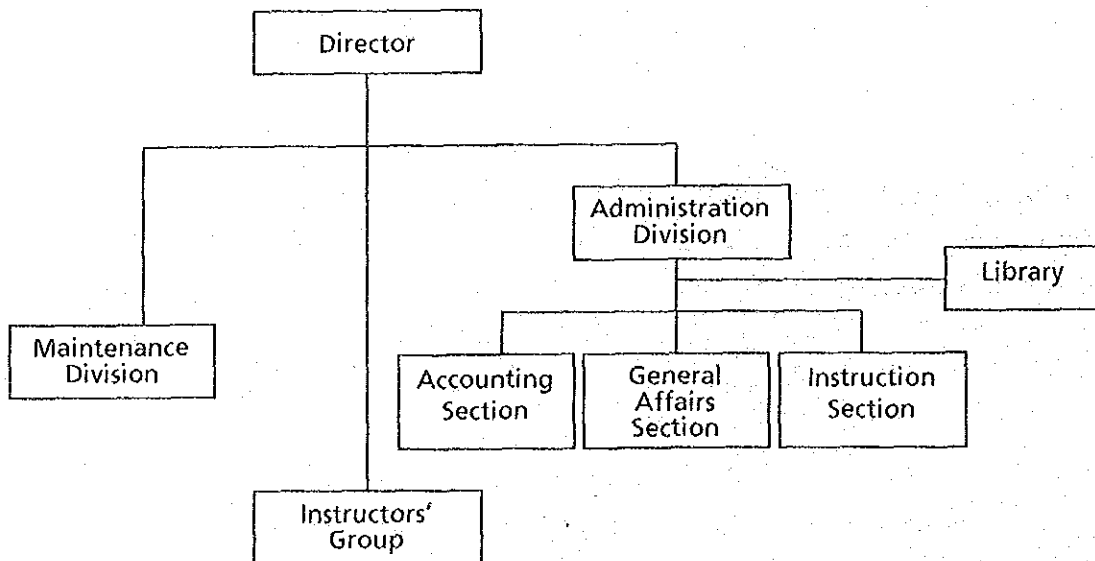 Director
Administration
Division
Library
Maintenance
Division
Accounting
Section
General
Affairs
Section
Instruction
Section
Instructors'
Group